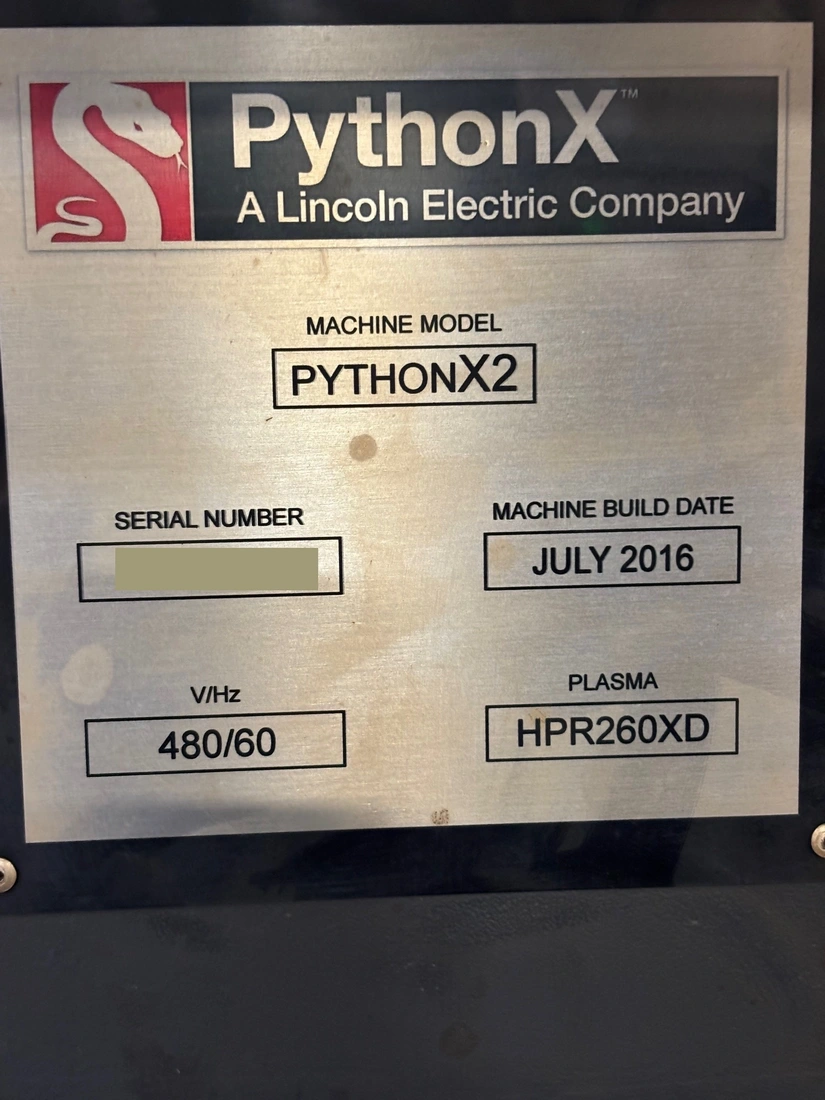 PythonX™
A Lincoln Electric Company
MACHINE MODEL
PYTHONX2
SERIAL NUMBER
MACHINE BUILD DATE
JULY 2016
V/Hz
480/60
PLASMA
HPR260XD